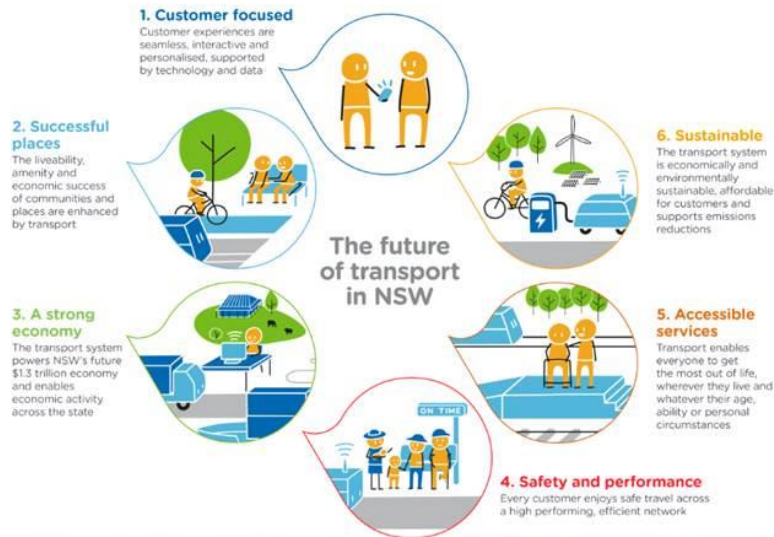 1. Customer focused
Customer experiences are
seamless, interactive and
personalised, supported
by technology and data
2. Successful
places
The liveability,
amenity and
economic success
of communities and
places are enhanced
by transport
3. A strong
economy
The transport system
powers NSW's future
$1.3 trillion economy
and enables
economic activity
across the state
The future
of transport
in NSW
ON TIME
4. Safety and performance
Every customer enjoys safe travel across
a high performing, efficient network
5. Accessible
services
Transport enables
everyone to get
the most out of life,
wherever they live and
whatever their age,
ability or personal
circumstances
6. Sustainable
The transport system
is economically and
environmentally
sustainable, affordable
for customers and
supports emissions
reductions